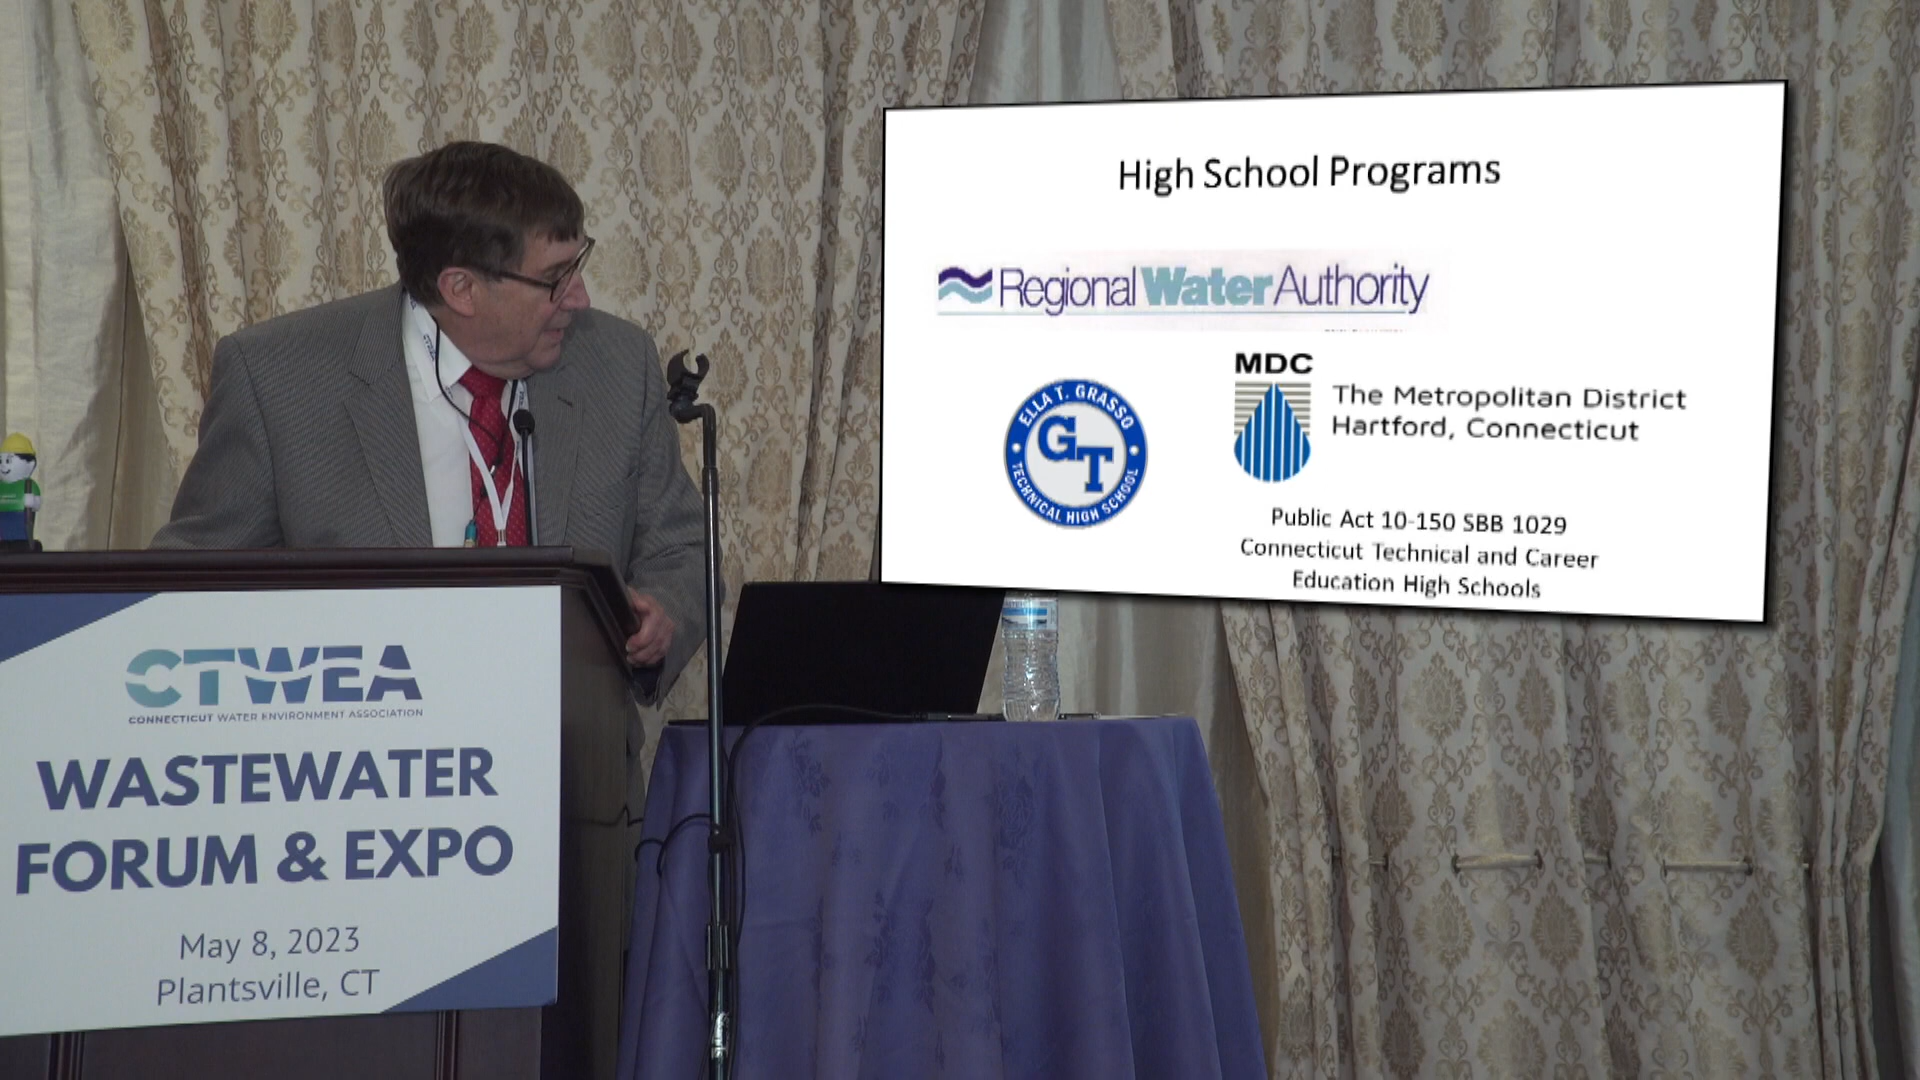 High School Programs
Regional Water Authority
ELLA T. GRASSO
GT
TECHNICAL HIGH SCHOOL
MDC
The Metropolitan District
Hartford, Connecticut
Public Act 10-150 SBB 1029
Connecticut Technical and Career
Education High Schools
CTWEA
CONNECTICUT WATER ENVIRONMENT ASSOCIATION
WASTEWATER
FORUM & EXPO
May 8, 2023
Plantsville, CT